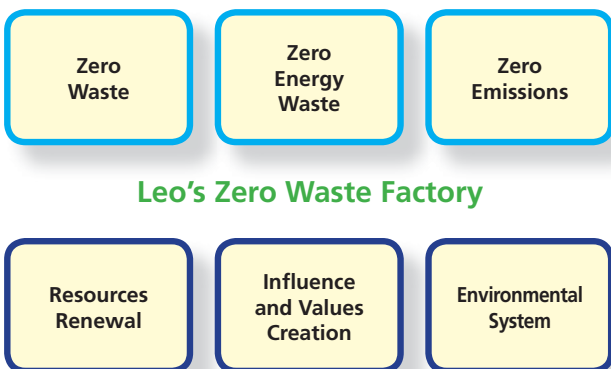 Zero
Waste
Zero
Energy
Waste
Zero
Emissions
Leo's Zero Waste Factory
Resources
Renewal
Influence
and Values
Creation
Environmental
System